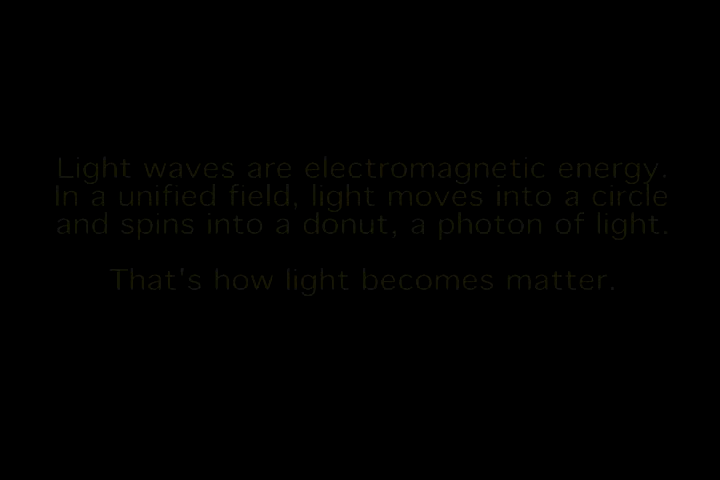 Light waves are electromagnetic energy.
In a unified field, light moves into a circle
and spins into a donut, a photon of light.
That's how light becomes matter.